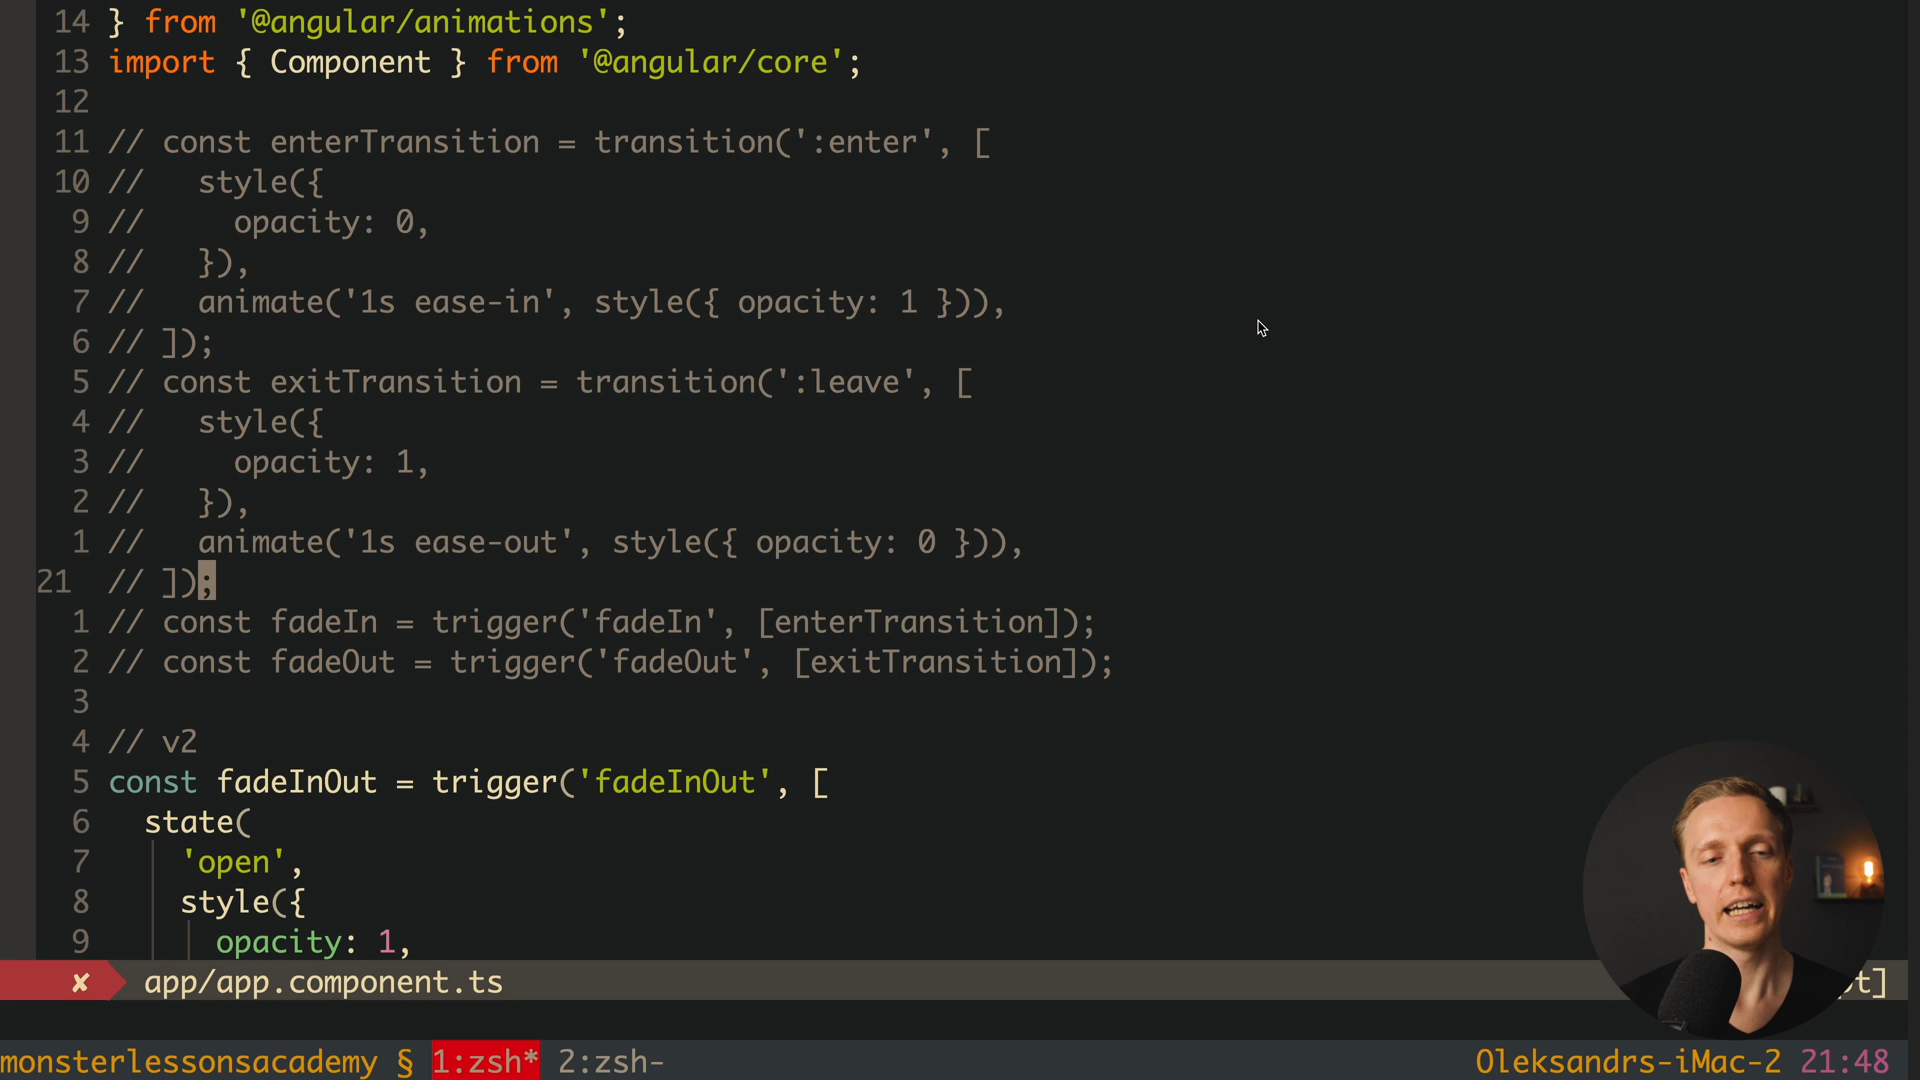 14 } from '@angular/animations';
13 import { Component } from '@angular/core';
12
11 // const enterTransition = transition(':enter', [
10 //   style({
9 //     opacity: 0,
8 //   }),
7 //   animate('1s ease-in', style({ opacity: 1 })),
6 // ]);
5 // const exitTransition = transition(':leave', [
4 //   style({
3 //     opacity: 1,
2 //   }),
1 //   animate('1s ease-out', style({ opacity: 0 })),
21 // ]);
1 // const fadeIn = trigger('fadeIn', [enterTransition]);
2 // const fadeOut = trigger('fadeOut', [exitTransition]);
3
4 // v2
5 const fadeInOut = trigger('fadeInOut', [
6   state(
7     'open',
8     style({
9       opacity: 1,
✘ app/app.component.ts
monsterlessonsacademy § 1:zsh* 2:zsh- Oleksandrs-iMac-2 21:48